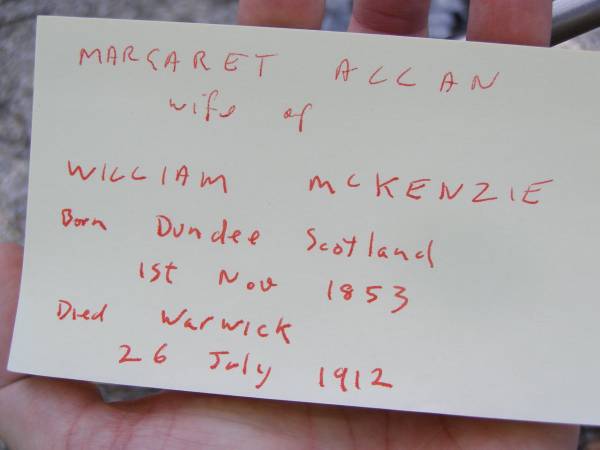 MARGARET ALLAN
wife of
WILLIAM McKENZIE
Born Dundee Scotland
1st Nov 1853
Died Warwick
26 July 1912